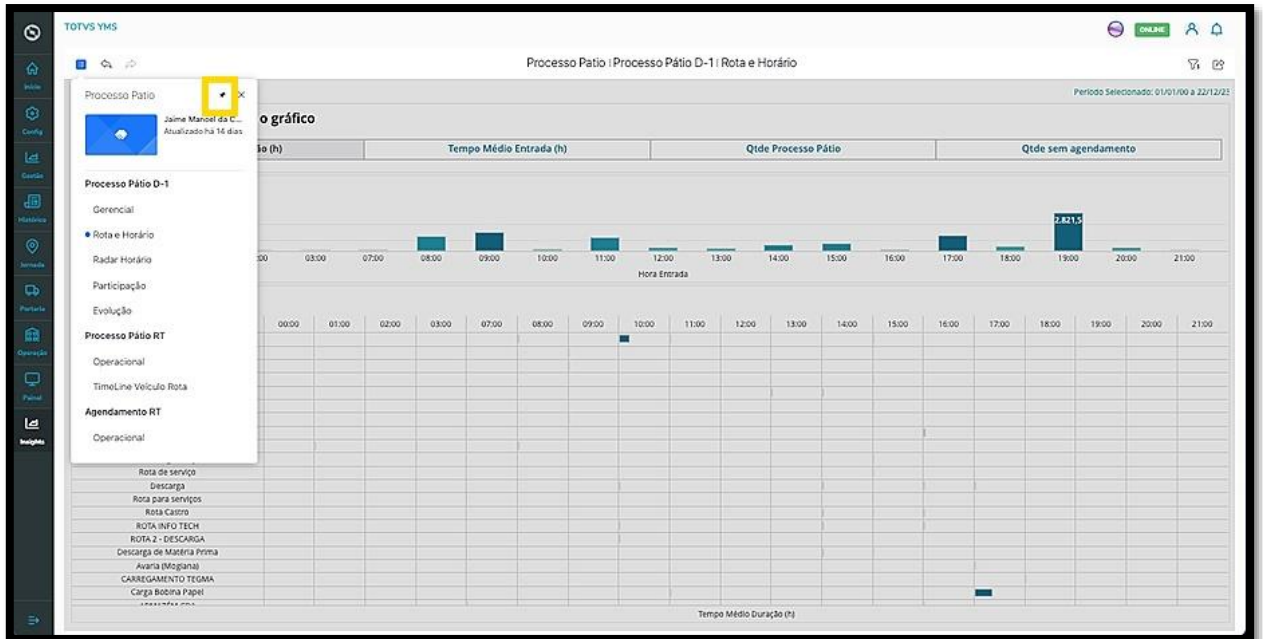 TOTVS YMS
ONLINE
Processo Patio | Processo Pátio D-1 | Rota e Horário
Período Selecionado: 01/01/00 a 22/12/23
Início
Config
Gestão
Histórico
Jornada
Portaria
Operação
Painel
Insights
Processo Patio
Jaime Manoel da C...
Atualizado há 14 dias
Processo Pátio D-1
Gerencial
Rota e Horário
Radar Horário
Participação
Evolução
Processo Pátio RT
Operacional
TimeLine Veículo Rota
Agendamento RT
Operacional
o gráfico
(h) Tempo Médio Entrada (h) Qtde Processo Pátio Qtde sem agendamento
2.821,5
:00 03:00 07:00 08:00 09:00 10:00 11:00 12:00 13:00 14:00 15:00 16:00 17:00 18:00 19:00 20:00 21:00
Hora Entrada
00:00 01:00 02:00 03:00 07:00 08:00 09:00 10:00 11:00 12:00 13:00 14:00 15:00 16:00 17:00 18:00 19:00 20:00 21:00
Rota de serviço
Descarga
Rota para serviços
Rota Castro
ROTA INFO TECH
ROTA 2 - DESCARGA
Descarga de Matéria Prima
Avaria (Mogiana)
CARREGAMENTO TEGMA
Carga Bobina Papel
Tempo Médio Duração (h)